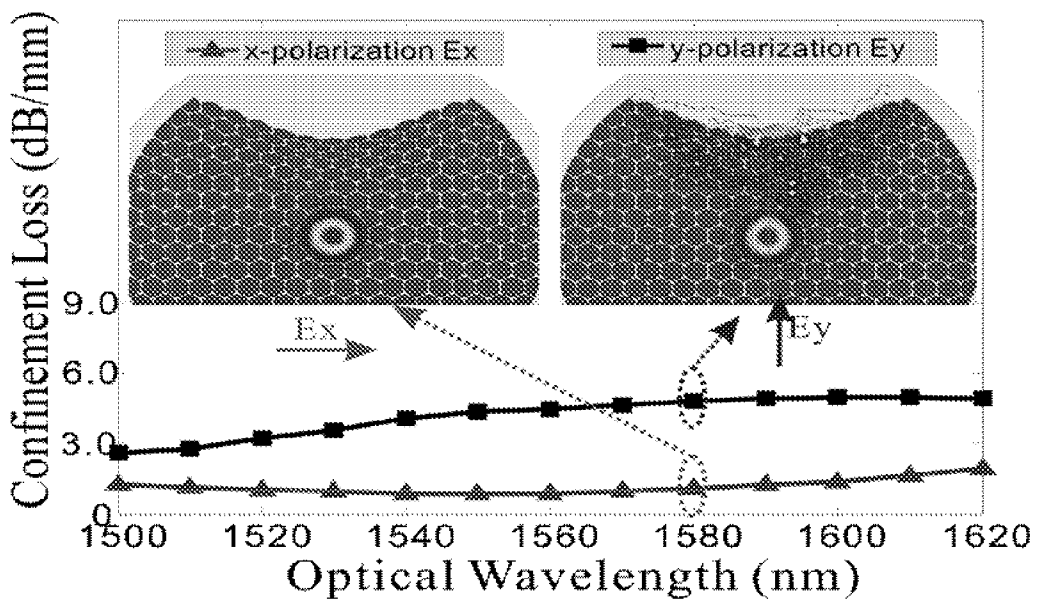 x-polarization Ex
y-polarization Ey
Confinement Loss (dB/mm)
9.0
6.0
3.0
0
Ex
Ey
1500 1520 1540 1560 1580 1600 1620
Optical Wavelength (nm)